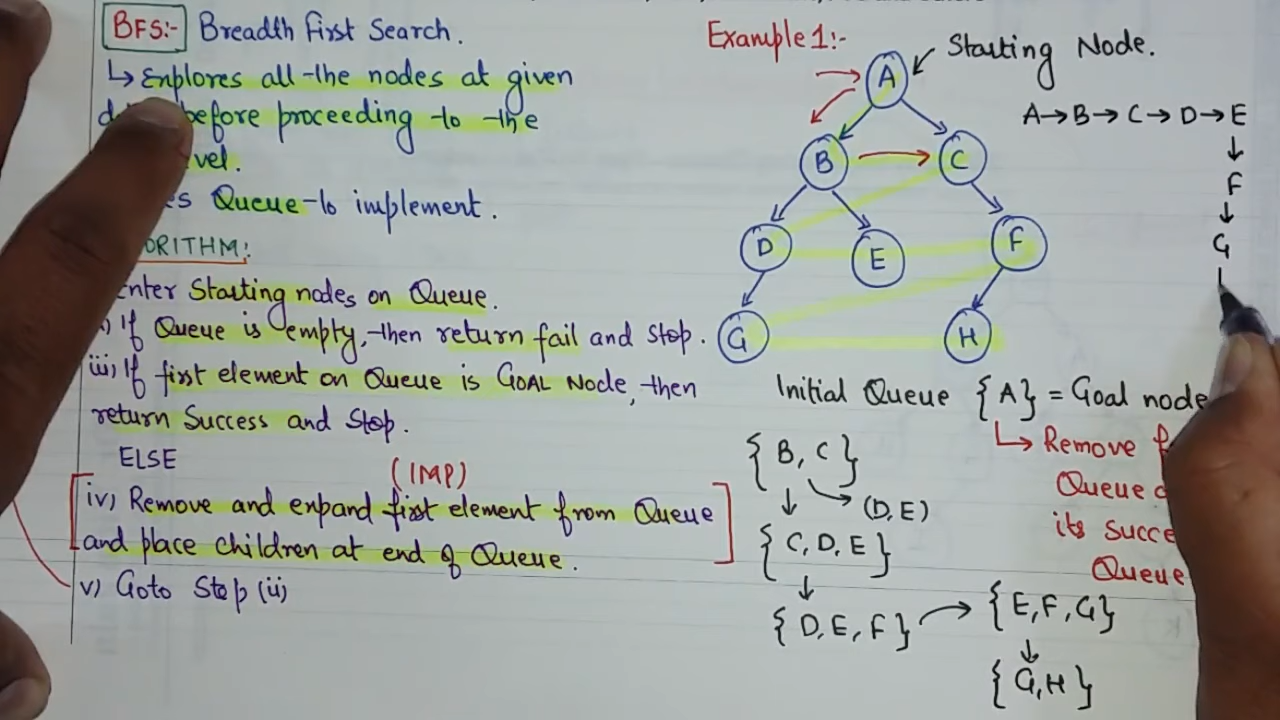 BFS:- Breadth First Search.
↳ Explores all the nodes at given
before proceeding to the
vel.
es Queue to implement.
ORITHM:
Enter Starting nodes on Queue.
) If Queue is empty, then return fail and stop.
iii) If first element on Queue is GOAL Node, then
return Success and Stop.
ELSE
(IMP)
iv) Remove and expand first element from Queue
and place children at end of Queue.
v) Goto Step (ii)
Example 1:-
Starting Node.
A
B C
D E F
G H
A→B→C→D→E
↓
F
↓
G
Initial Queue {A} = Goal node
↳ Remove f
Queue
its succe
Queue
{B, C}
↓ (D, E)
{C, D, E}
↓
{D, E, F} → {E, F, G}
↓
{G, H}